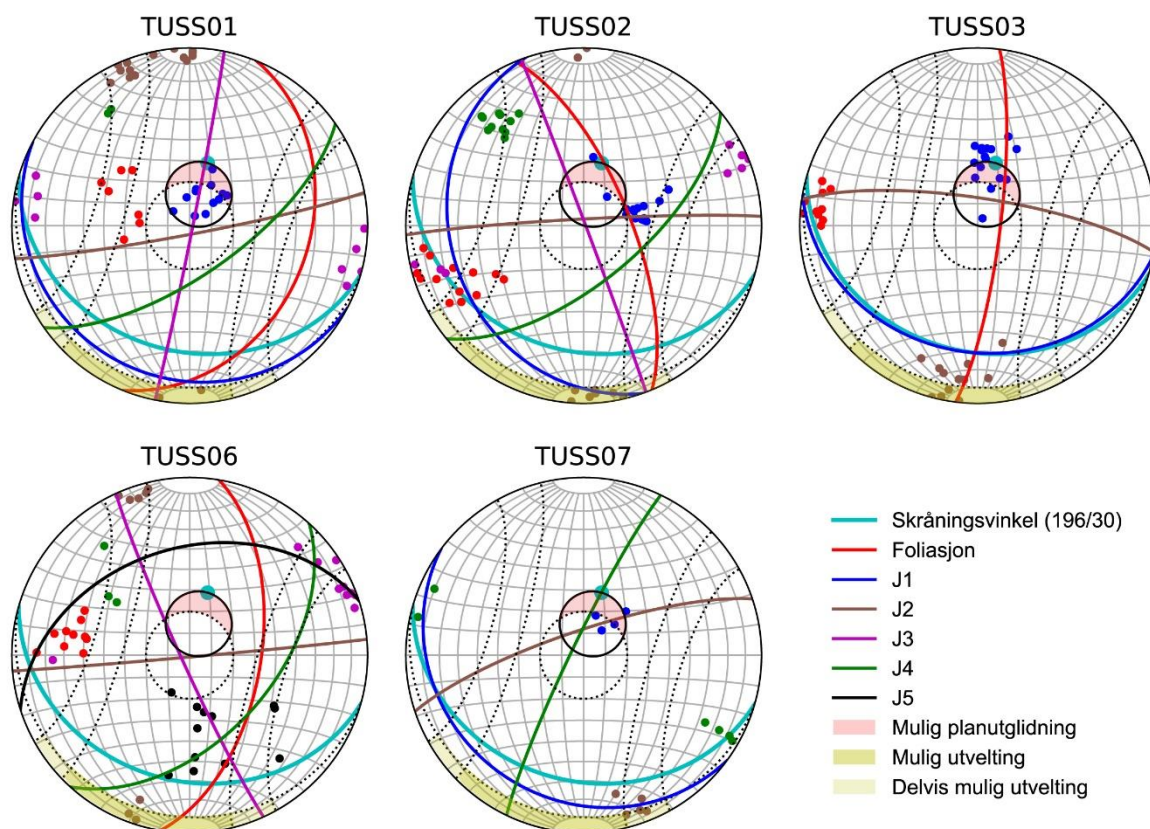 TUSS01
TUSS02
TUSS03
TUSS06
TUSS07
Skråningsvinkel (196/30)
Foliasjon
J1
J2
J3
J4
J5
Mulig planutglidning
Mulig utvelting
Delvis mulig utvelting